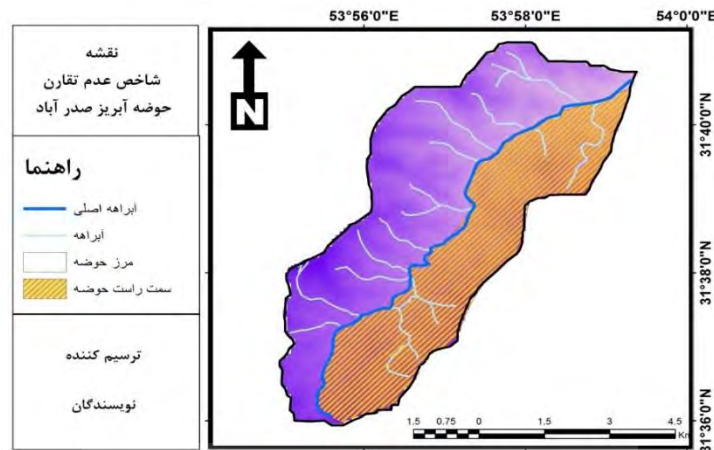 53°56'0"E
53°58'0"E
54°0'0"E
نقشه
شاخص عدم تقارن
حوضه آبریز صدر آباد
راهنما
آبراهه اصلی
آبراهه
مرز حوضه
سمت راست حوضه
ترسیم کننده
نویسندگان
N
31°40'0"N
31°38'0"N
31°36'0"N
1.5 0.75 0 1.5 3 4.5
Km